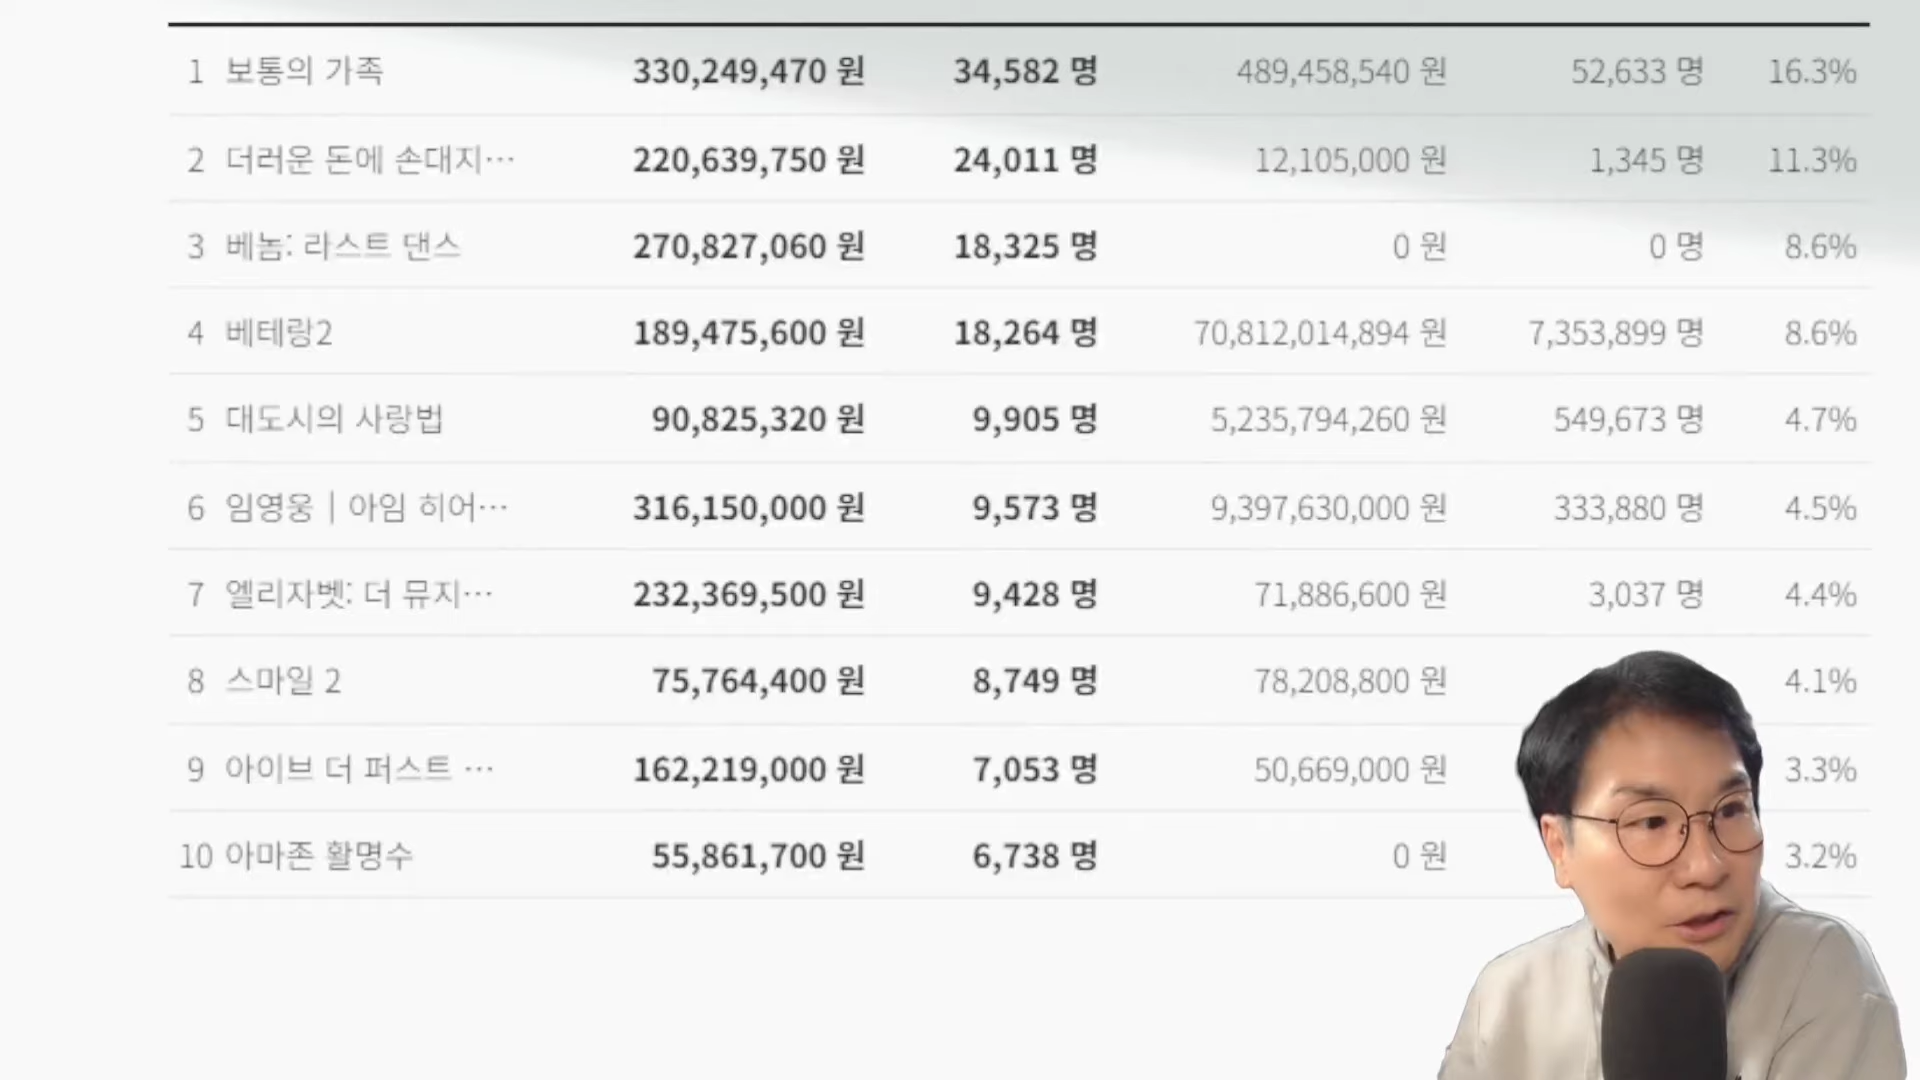 1 보통의 가족 330,249,470 원 34,582 명 489,458,540 원 52,633 명 16.3%
2 더러운 돈에 손대지… 220,639,750 원 24,011 명 12,105,000 원 1,345 명 11.3%
3 베놈: 라스트 댄스 270,827,060 원 18,325 명 0 원 0 명 8.6%
4 베테랑2 189,475,600 원 18,264 명 70,812,014,894 원 7,353,899 명 8.6%
5 대도시의 사랑법 90,825,320 원 9,905 명 5,235,794,260 원 549,673 명 4.7%
6 임영웅│아임 히어… 316,150,000 원 9,573 명 9,397,630,000 원 333,880 명 4.5%
7 엘리자벳: 더 뮤지… 232,369,500 원 9,428 명 71,886,600 원 3,037 명 4.4%
8 스마일 2 75,764,400 원 8,749 명 78,208,800 원 4.1%
9 아이브 더 퍼스트 … 162,219,000 원 7,053 명 50,669,000 원 3.3%
10 아마존 활명수 55,861,700 원 6,738 명 0 원 3.2%